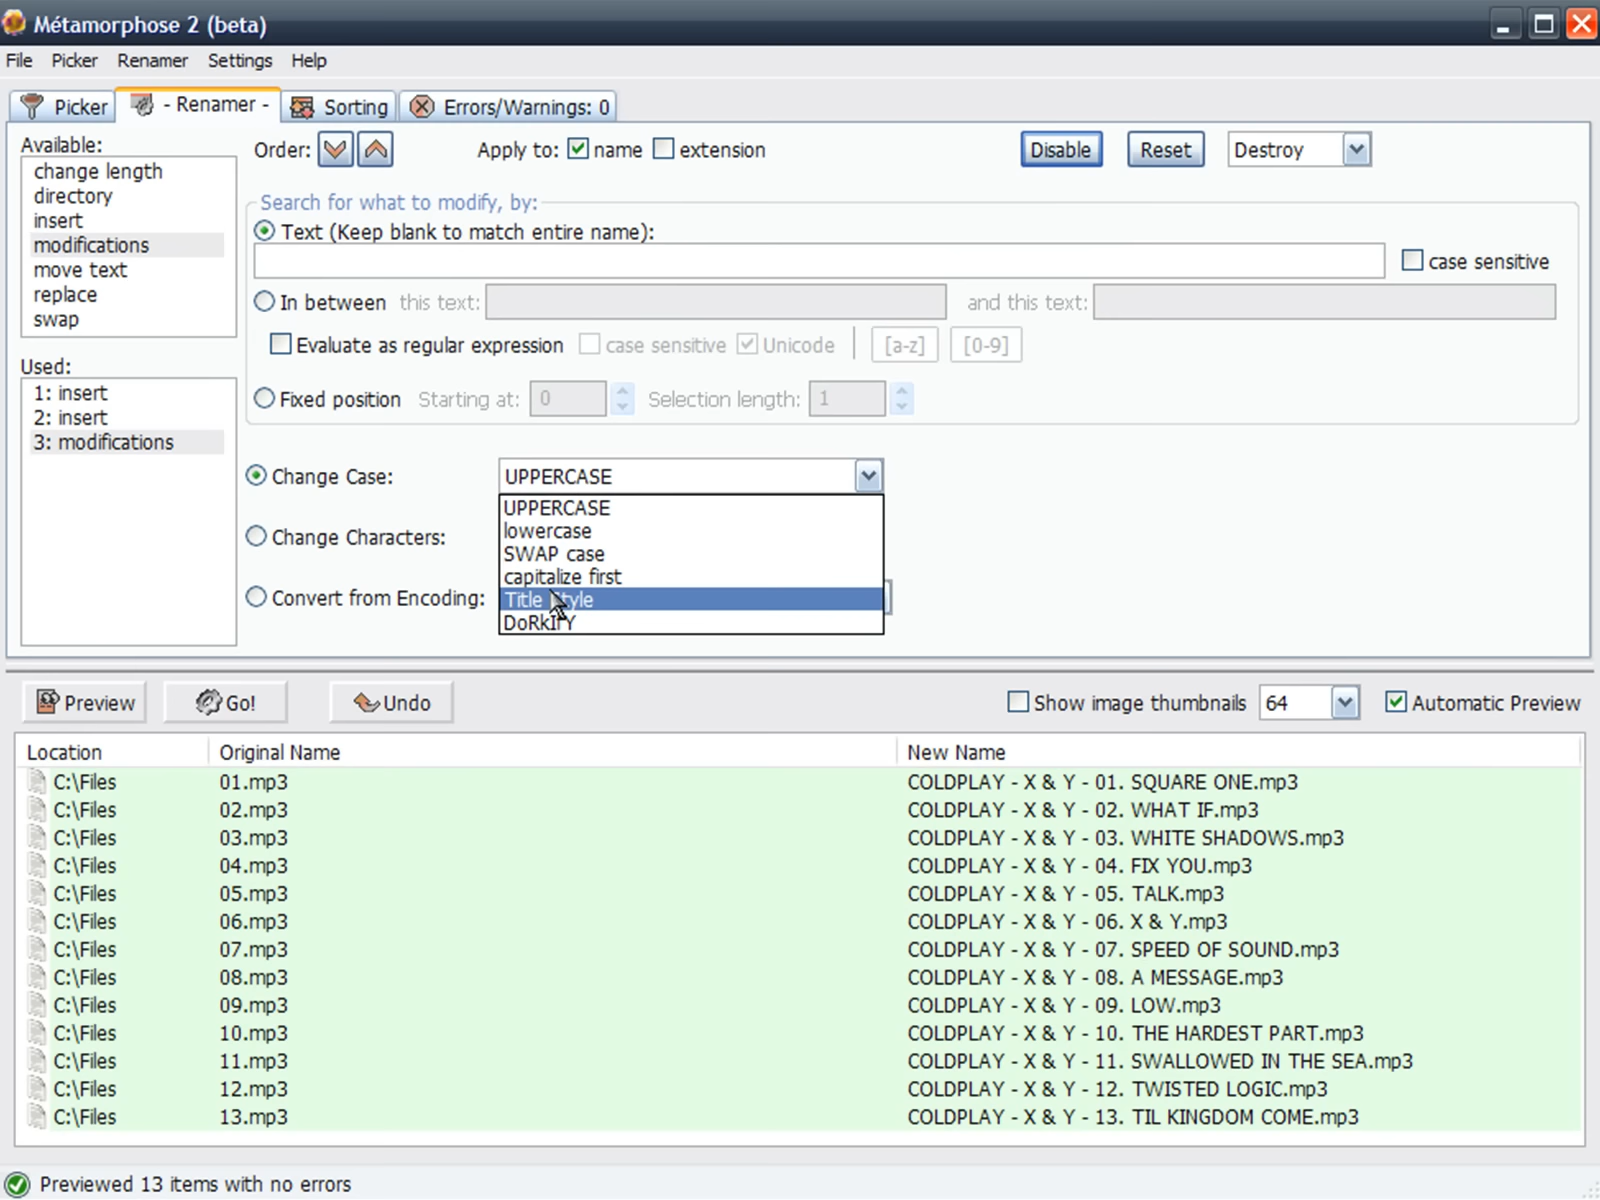 Métamorphose 2 (beta)
File Picker Renamer Settings Help
Picker - Renamer - Sorting Errors/Warnings: 0
Available:
change length
directory
insert
modifications
move text
replace
swap
Used:
1: insert
2: insert
3: modifications
Order: Apply to: name extension Disable Reset Destroy
Search for what to modify, by:
Text (Keep blank to match entire name):
case sensitive
In between this text: and this text:
Evaluate as regular expression case sensitive Unicode [a-z] [0-9]
Fixed position Starting at: 0 Selection length: 1
Change Case: UPPERCASE
UPPERCASE
lowercase
SWAP case
capitalize first
Title Style
DoRkIfY
Change Characters:
Convert from Encoding:
Preview Go! Undo Show image thumbnails 64 Automatic Preview
Location Original Name New Name
C:\Files 01.mp3 COLDPLAY - X & Y - 01. SQUARE ONE.mp3
C:\Files 02.mp3 COLDPLAY - X & Y - 02. WHAT IF.mp3
C:\Files 03.mp3 COLDPLAY - X & Y - 03. WHITE SHADOWS.mp3
C:\Files 04.mp3 COLDPLAY - X & Y - 04. FIX YOU.mp3
C:\Files 05.mp3 COLDPLAY - X & Y - 05. TALK.mp3
C:\Files 06.mp3 COLDPLAY - X & Y - 06. X & Y.mp3
C:\Files 07.mp3 COLDPLAY - X & Y - 07. SPEED OF SOUND.mp3
C:\Files 08.mp3 COLDPLAY - X & Y - 08. A MESSAGE.mp3
C:\Files 09.mp3 COLDPLAY - X & Y - 09. LOW.mp3
C:\Files 10.mp3 COLDPLAY - X & Y - 10. THE HARDEST PART.mp3
C:\Files 11.mp3 COLDPLAY - X & Y - 11. SWALLOWED IN THE SEA.mp3
C:\Files 12.mp3 COLDPLAY - X & Y - 12. TWISTED LOGIC.mp3
C:\Files 13.mp3 COLDPLAY - X & Y - 13. TIL KINGDOM COME.mp3
Previewed 13 items with no errors